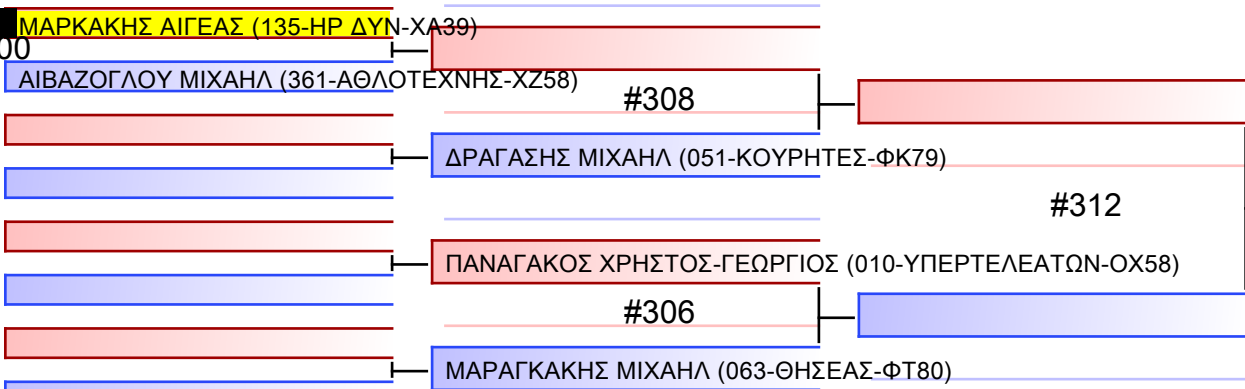 ΜΑΡΚΑΚΗΣ ΑΙΓΕΑΣ (135-ΗΡ ΔΥΝ-ΧΑ39)
00
ΑΙΒΑΖΟΓΛΟΥ ΜΙΧΑΗΛ (361-ΑΘΛΟΤΕΧΝΗΣ-ΧΖ58)
#308
ΔΡΑΓΑΣΗΣ ΜΙΧΑΗΛ (051-ΚΟΥΡΗΤΕΣ-ΦΚ79)
#312
ΠΑΝΑΓΑΚΟΣ ΧΡΗΣΤΟΣ-ΓΕΩΡΓΙΟΣ (010-ΥΠΕΡΤΕΛΕΑΤΩΝ-ΟΧ58)
#306
ΜΑΡΑΓΚΑΚΗΣ ΜΙΧΑΗΛ (063-ΘΗΣΕΑΣ-ΦΤ80)